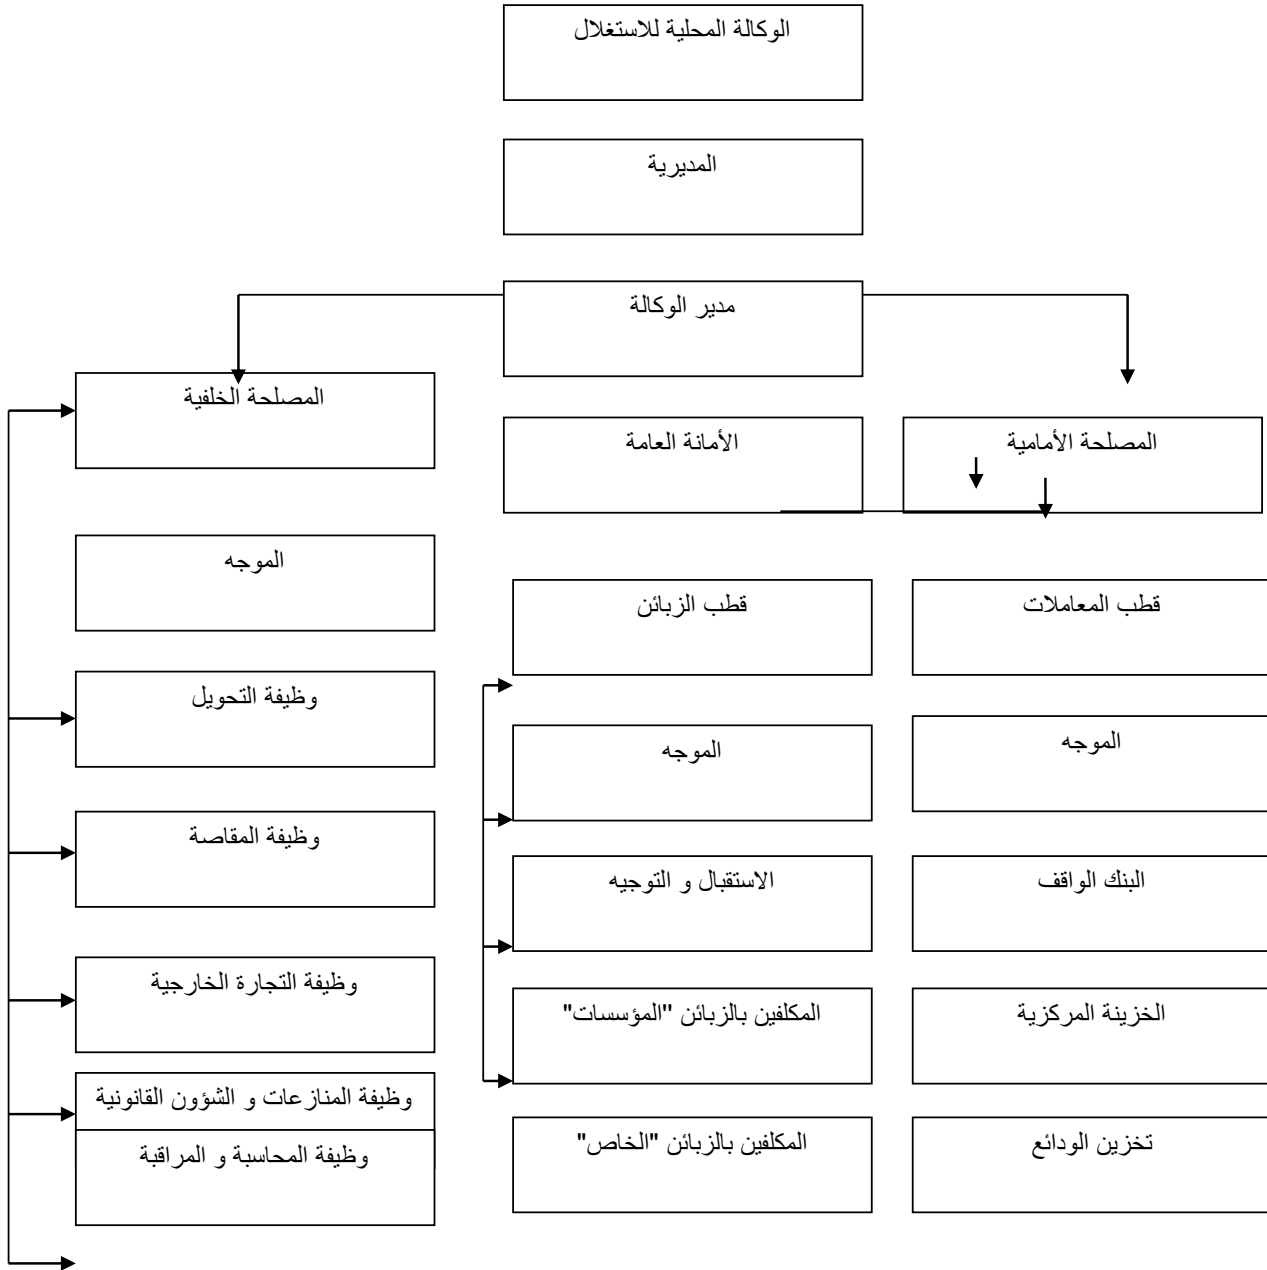 الوكالة المحلية للاستغلال
المديرية
مدير الوكالة
المصلحة الخلفية
الأمانة العامة
المصلحة الأمامية
الموجه
قطب الزبائن
قطب المعاملات
وظيفة التحويل
الموجه
الموجه
وظيفة المقاصة
الاستقبال و التوجيه
البنك الواقف
وظيفة التجارة الخارجية
المكلفين بالزبائن "المؤسسات"
الخزينة المركزية
وظيفة المنازعات و الشؤون القانونية
وظيفة المحاسبة و المراقبة
المكلفين بالزبائن "الخاص"
تخزين الودائع